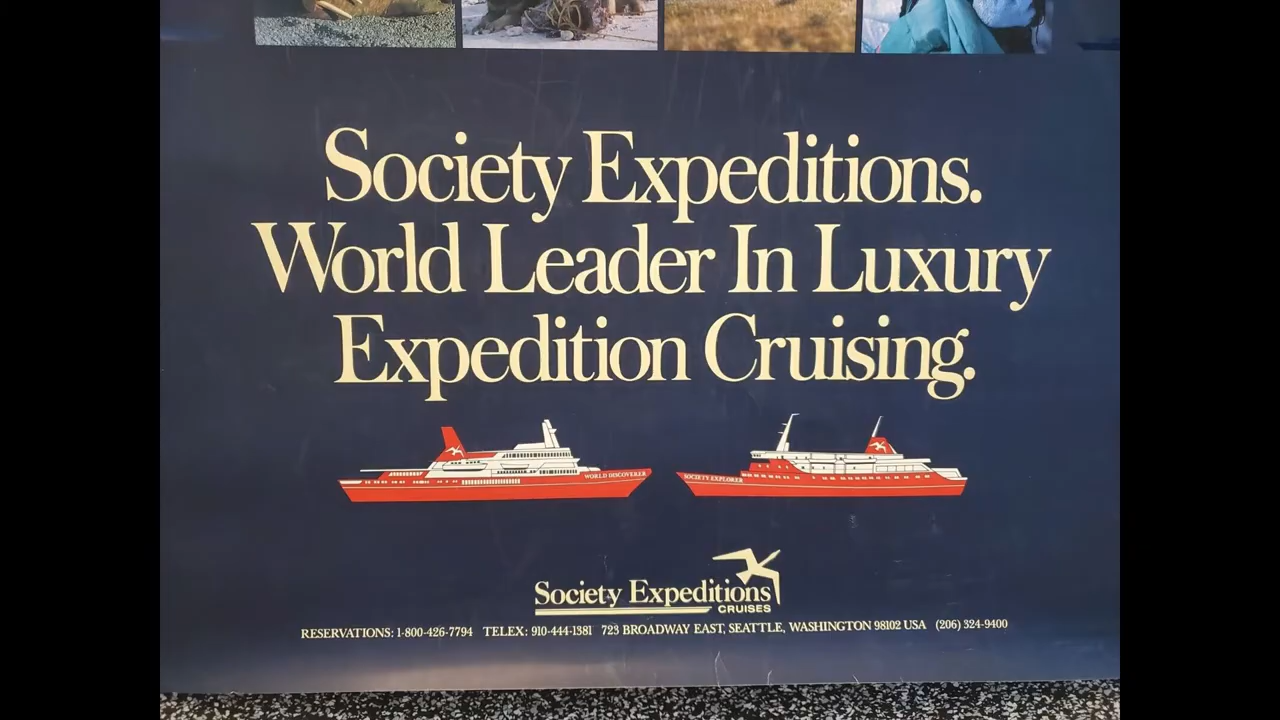 Society Expeditions.
World Leader In Luxury
Expedition Cruising.
WORLD DISCOVERER
SOCIETY EXPLORER
Society Expeditions
CRUISES
RESERVATIONS: 1-800-426-7794 TELEX: 910-444-1381 723 BROADWAY EAST, SEATTLE, WASHINGTON 98102 USA (206) 324-9400